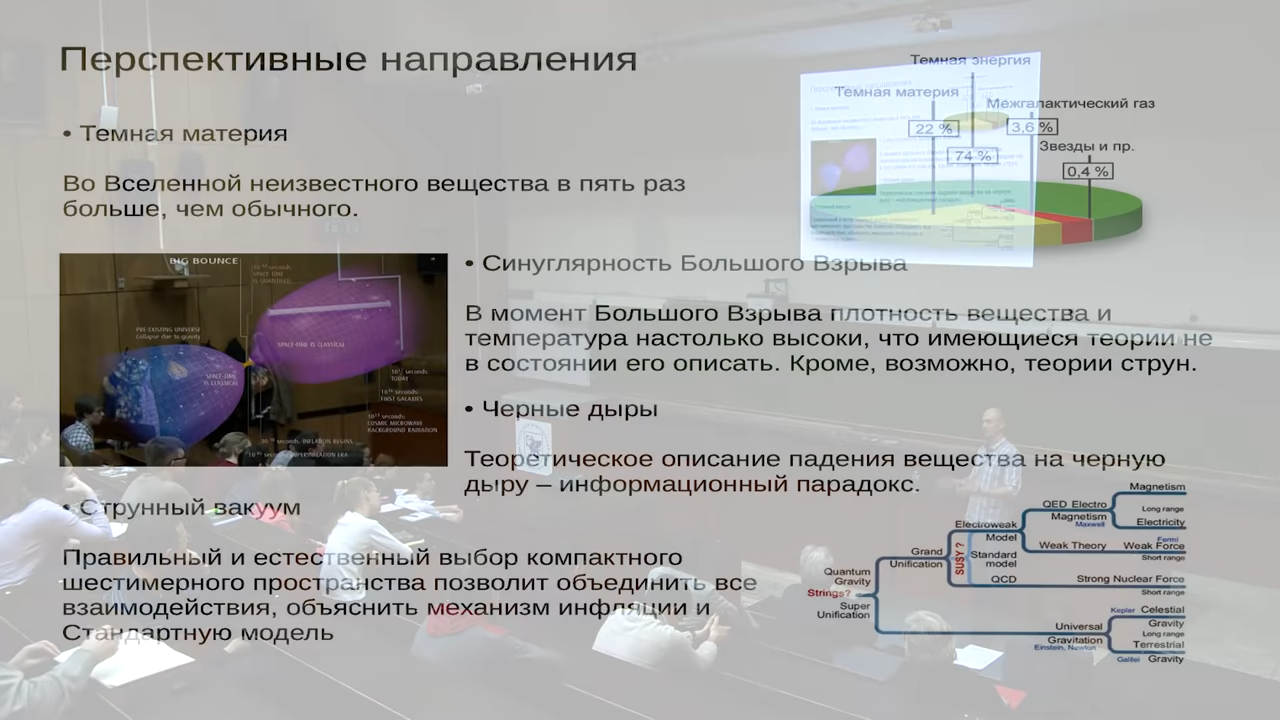 Перспективные направления
Темная энергия
Темная материя
Межгалактический газ
22 %
3,6 %
Звезды и пр.
74 %
0,4 %
• Темная материя
Во Вселенной неизвестного вещества в пять раз
больше, чем обычного.
BIG BOUNCE
PRE-EXISTING UNIVERSE
Collapse due to gravity
SPACE-TIME IS CLASSICAL
SPACE-TIME
IS CLASSICAL
TODAY
FIRST GALAXIES
COSMIC MICROWAVE
BACKGROUND RADIATION
• Синуглярность Большого Взрыва
В момент Большого Взрыва плотность вещества и
температура настолько высоки, что имеющиеся теории не
в состоянии его описать. Кроме, возможно, теории струн.
• Черные дыры
Теоретическое описание падения вещества на черную
дыру – информационный парадокс.
• Струнный вакуум
Правильный и естественный выбор компактного
шестимерного пространства позволит объединить все
взаимодействия, объяснить механизм инфляции и
Стандартную модель
Magnetism
QED Electro
Long range
Magnetism
Maxwell
Electricity
Electroweak
Model
Fermi
Weak Theory
Weak Force
Short range
Grand
Unification
SUSY ?
Standard
model
QCD
Strong Nuclear Force
Short range
Quantum
Gravity
Strings?
Super
Unification
Kepler
Celestial
Gravity
Universal
Gravitation
Einstein, Newton
Long range
Terrestrial
Galilei
Gravity